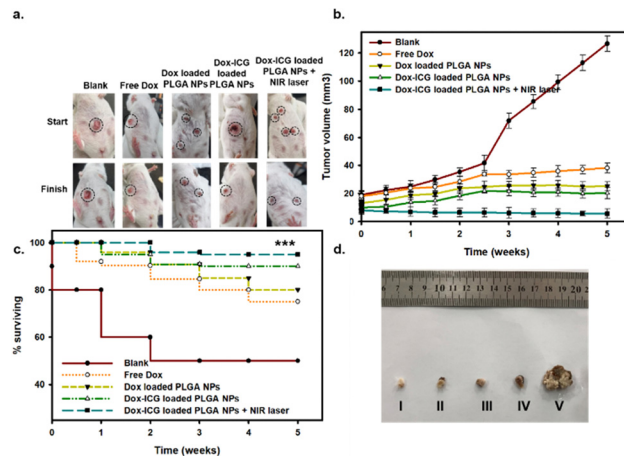 a.
Blank
Free Dox
Dox loaded
PLGA NPs
Dox-ICG
loaded
PLGA NPs
Dox-ICG loaded
PLGA NPs +
NIR laser
Start
Finish
b.
Tumor volume (mm3)
120
100
80
60
40
20
0
Blank
Free Dox
Dox loaded PLGA NPs
Dox-ICG loaded PLGA NPs
Dox-ICG loaded PLGA NPs + NIR laser
0 1 2 3 4 5
Time (weeks)
c.
***
% surviving
100
80
60
40
Blank
Free Dox
Dox loaded PLGA NPs
Dox-ICG loaded PLGA NPs
Dox-ICG loaded PLGA NPs + NIR laser
0 1 2 3 4 5
Time (weeks)
d.
6 7 8 9 10 11 12 13 14 15 16 17 18 19 20
I II III IV V